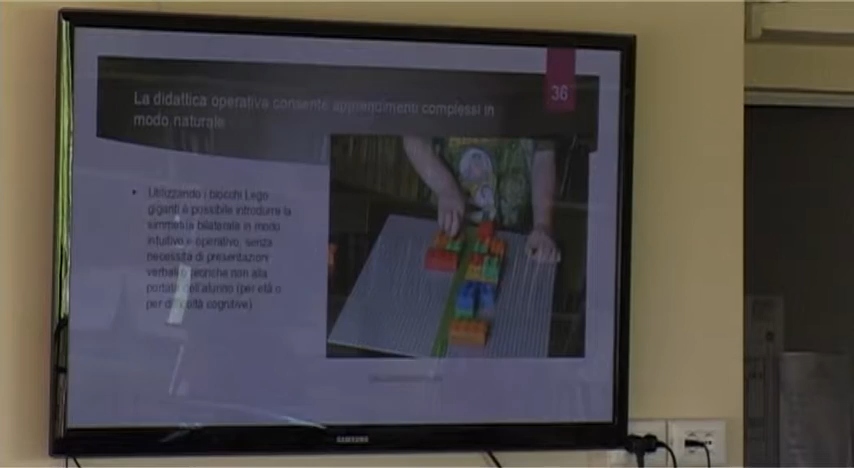 36
La didattica operativa consente apprendimenti complessi in
modo naturale
• Utilizzando i blocchi Lego
giganti è possibile introdurre la
simmetria bilaterale in modo
intuitivo e operativo, senza
necessità di presentazioni
verbali e teoriche non alla
portata dell'alunno (per età o
per difficoltà cognitive)
SAMSUNG